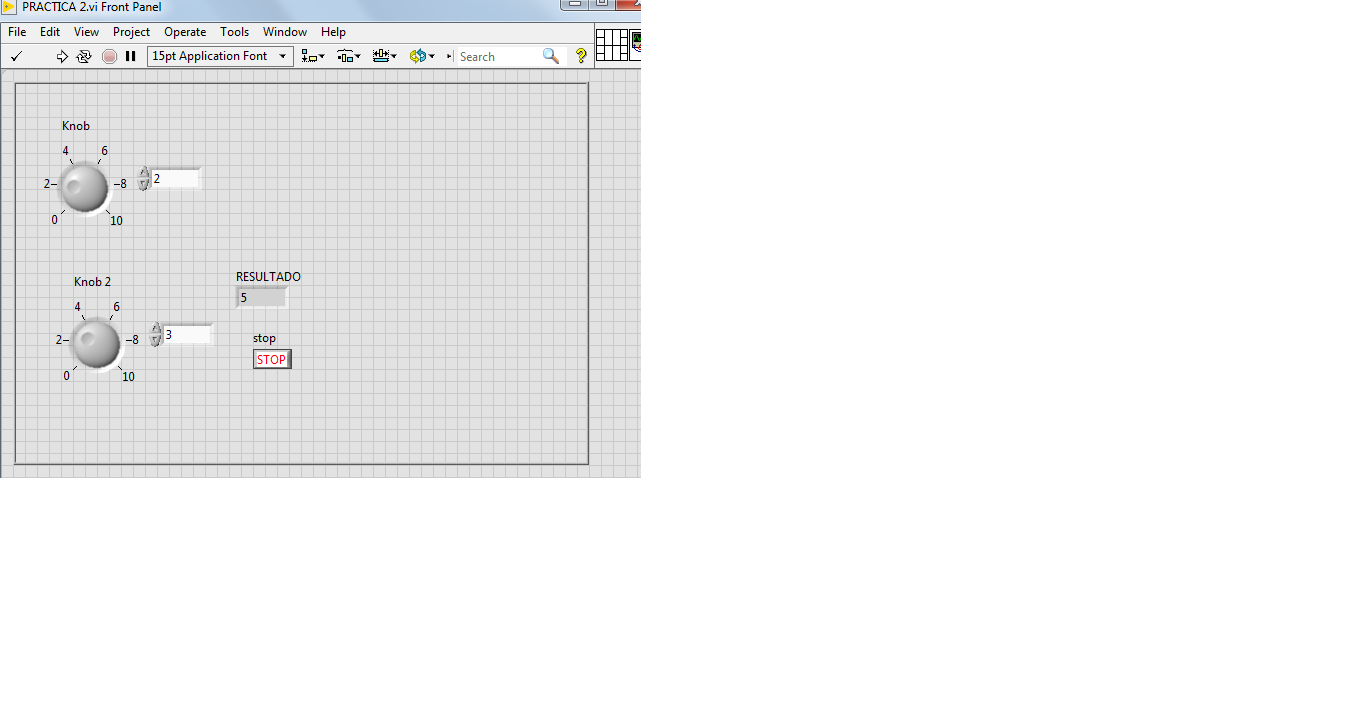 PRACTICA 2.vi Front Panel
File Edit View Project Operate Tools Window Help
15pt Application Font Search ?
Knob
4 6
2 8 2
0 10
Knob 2
4 6
2 8 3
0 10
RESULTADO
5
stop
STOP